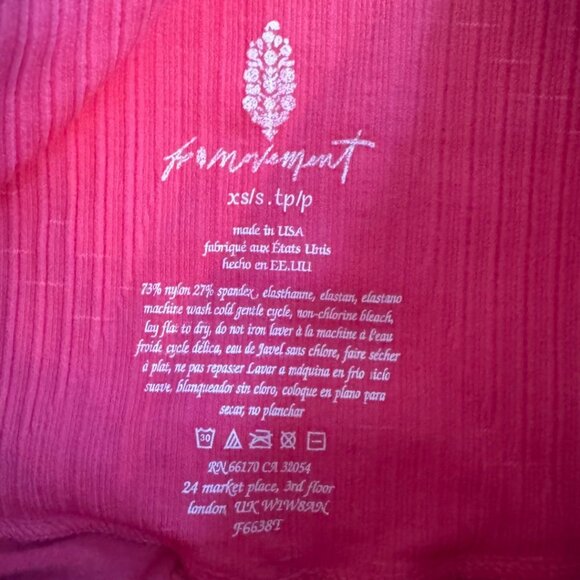 fp movement
xs/s . tp/p
made in USA
fabriqué aux États Unis
hecho en EE.UU
73% nylon 27% spandex, elasthanne, elastan, elastano
machine wash cold gentle cycle, non-chlorine bleach,
lay flat to dry, do not iron laver à la machine à l'eau
froide cycle délica, eau de Javel sans chlore, faire sécher
à plat, ne pas repasser Lavar a máquina en frío ciclo
suave, blanqueador sin cloro, coloque en plano para
secar, no planchar
30
RN 66170 CA 32054
24 market place, 3rd floor
london, UK W1W8AN
F6638T